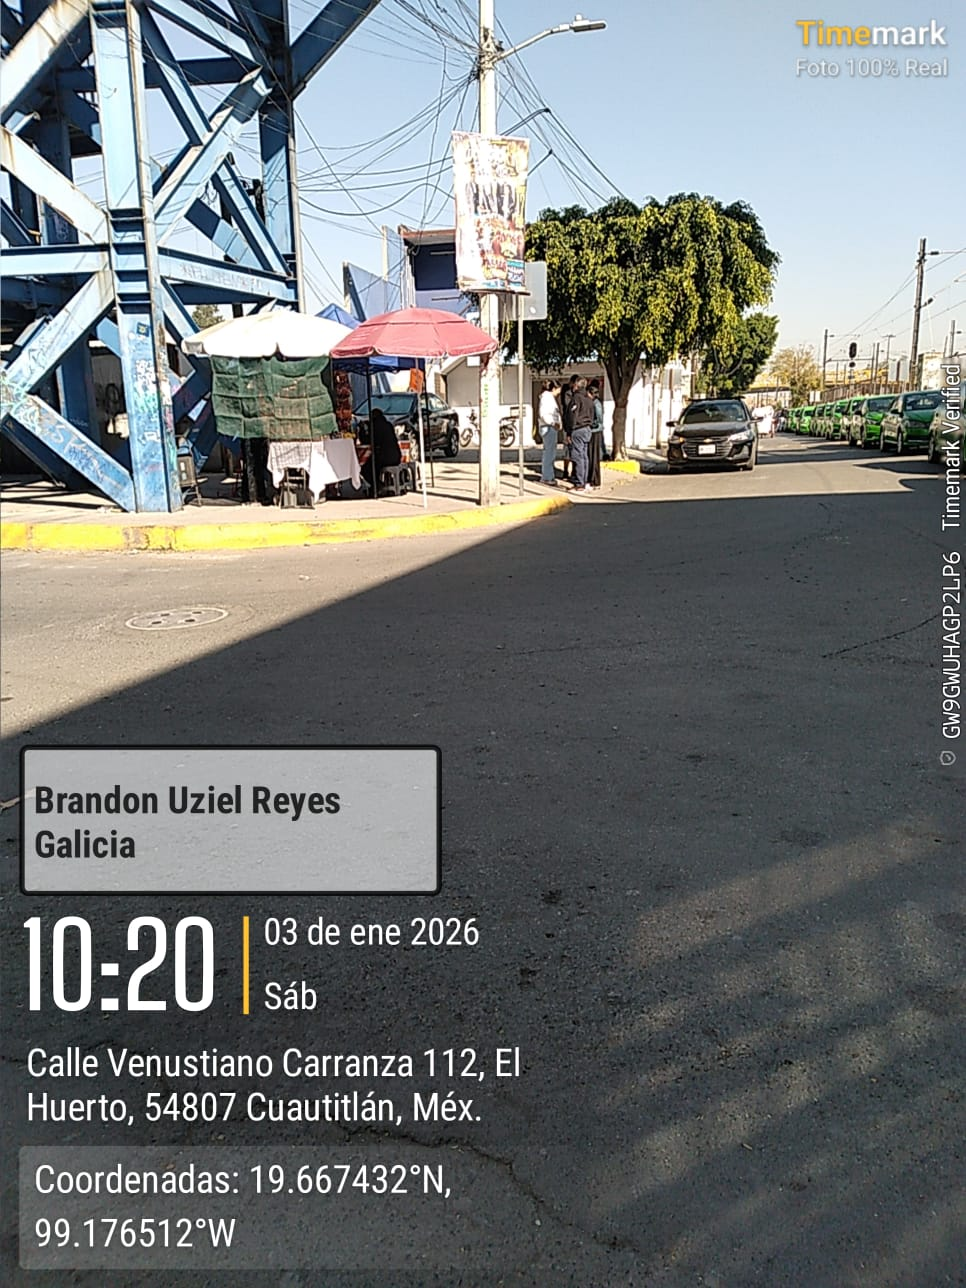 Timemark
Foto 100% Real
GW9GWUHAGP2LP6 Timemark Verified
Brandon Uziel Reyes
Galicia
10:20
03 de ene 2026
Sáb
Calle Venustiano Carranza 112, El
Huerto, 54807 Cuautitlán, Méx.
Coordenadas: 19.667432°N,
99.176512°W